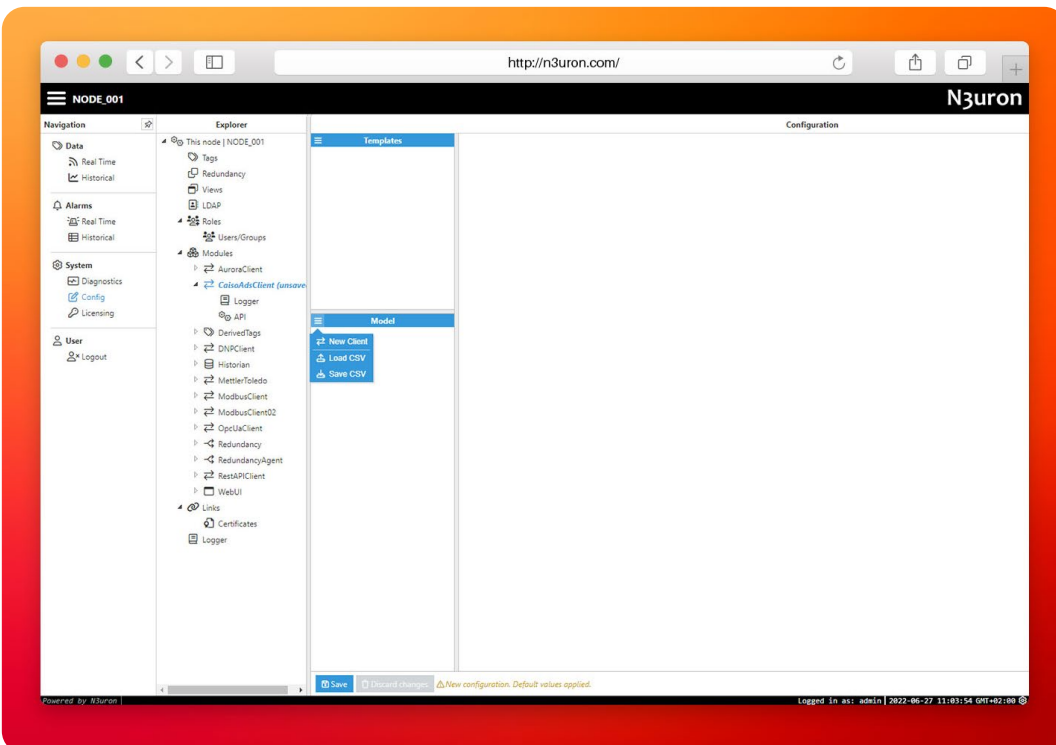 http://n3uron.com/
NODE_001
N3uron
Navigation
Data
Real Time
Historical
Alarms
Real Time
Historical
System
Diagnostics
Config
Licensing
User
Logout
Explorer
This node | NODE_001
Tags
Redundancy
Views
LDAP
Roles
Users/Groups
Modules
AuroraClient
CaisoAdsClient (unsave
Logger
API
DerivedTags
DNPClient
Historian
MettlerToledo
ModbusClient
ModbusClient02
OpcUaClient
Redundancy
RedundancyAgent
RestAPIClient
WebUI
Links
Certificates
Logger
Configuration
Templates
Model
New Client
Load CSV
Save CSV
Save
Discard changes
New configuration. Default values applied.
Powered by N3uron
Logged in as: admin | 2022-06-27 11:03:54 GMT+02:00